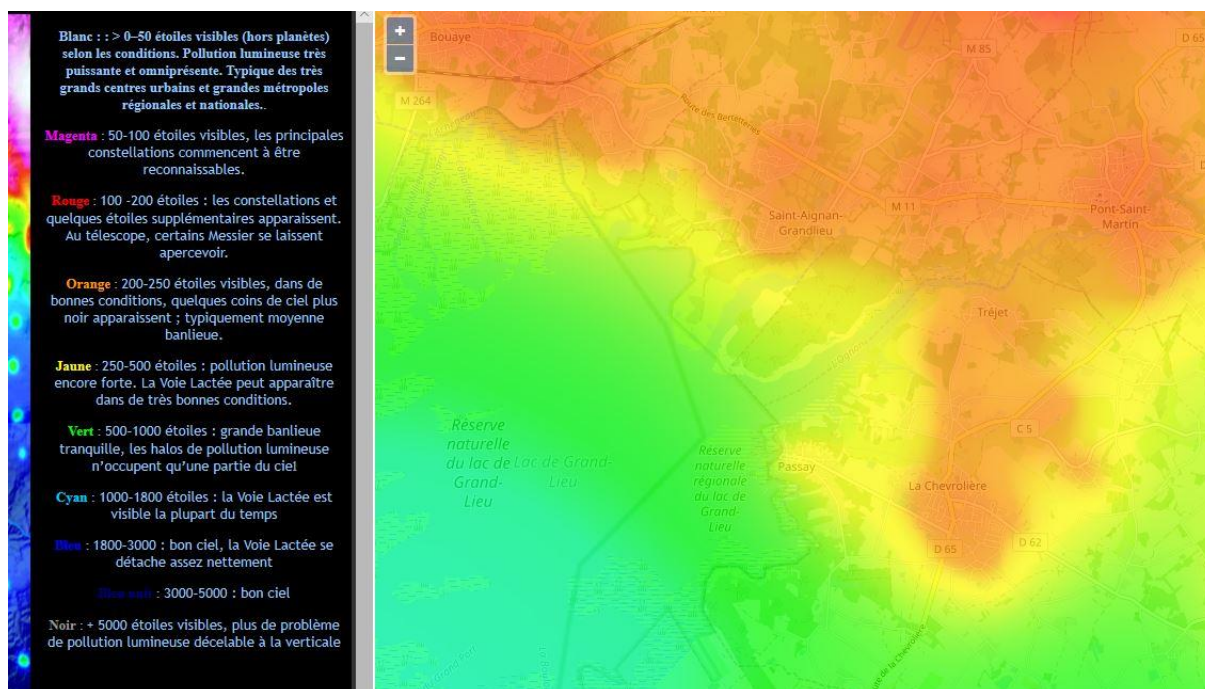 Blanc : : > 0–50 étoiles visibles (hors planètes)
selon les conditions. Pollution lumineuse très
puissante et omniprésente. Typique des très
grands centres urbains et grandes métropoles
régionales et nationales..
Magenta : 50-100 étoiles visibles, les principales
constellations commencent à être
reconnaissables.
Rouge : 100 -200 étoiles : les constellations et
quelques étoiles supplémentaires apparaissent.
Au télescope, certains Messier se laissent
apercevoir.
Orange : 200-250 étoiles visibles, dans de
bonnes conditions, quelques coins de ciel plus
noir apparaissent ; typiquement moyenne
banlieue.
Jaune : 250-500 étoiles : pollution lumineuse
encore forte. La Voie Lactée peut apparaître
dans de très bonnes conditions.
Vert : 500-1000 étoiles : grande banlieue
tranquille, les halos de pollution lumineuse
n'occupent qu'une partie du ciel
Cyan : 1000-1800 étoiles : la Voie Lactée est
visible la plupart du temps
Bleu : 1800-3000 : bon ciel, la Voie Lactée se
détache assez nettement
Bleu nuit : 3000-5000 : bon ciel
Noir : + 5000 étoiles visibles, plus de problème
de pollution lumineuse décelable à la verticale
+
−
Bouaye
M 85
D 65
M 264
Route des Bertelleries
Saint-Aignan-
Grandlieu
M 11
Pont-Saint-
Martin
Tréjet
C 5
Réserve
naturelle
du lac de
Grand-
Lieu
Lac de Grand-
Lieu
Réserve
naturelle
régionale
du lac de
Grand-
Lieu
Passay
La Chevrolière
D 65
D 62